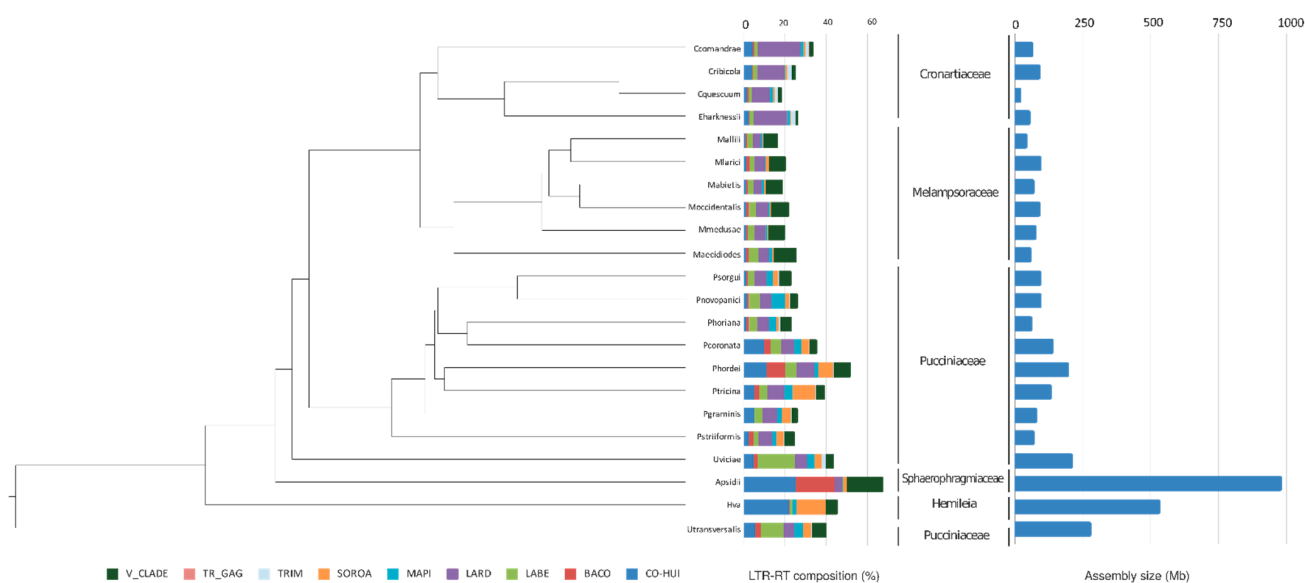 0 20 40 60 0 250 500 750 1000
Ccomandrae
Cribicola
Cronartiaceae
Cquescuum
Eharknessii
Mallili
Mlarici
Mabietis
Melampsoraceae
Moccidentalis
Mmedusae
Maecidiodes
Psorgui
Pnovopanici
Phoriana
Pcoronata
Pucciniaceae
Phordei
Ptricina
Pgraminis
Pstriiformis
Uviciae
Apsidii Sphaerophragmiaceae
Hva Hemileia
Utransversalis Pucciniaceae
V_CLADE TR_GAG TRIM SOROA MAPI LARD LABE BACO CO-HUI LTR-RT composition (%) Assembly size (Mb)